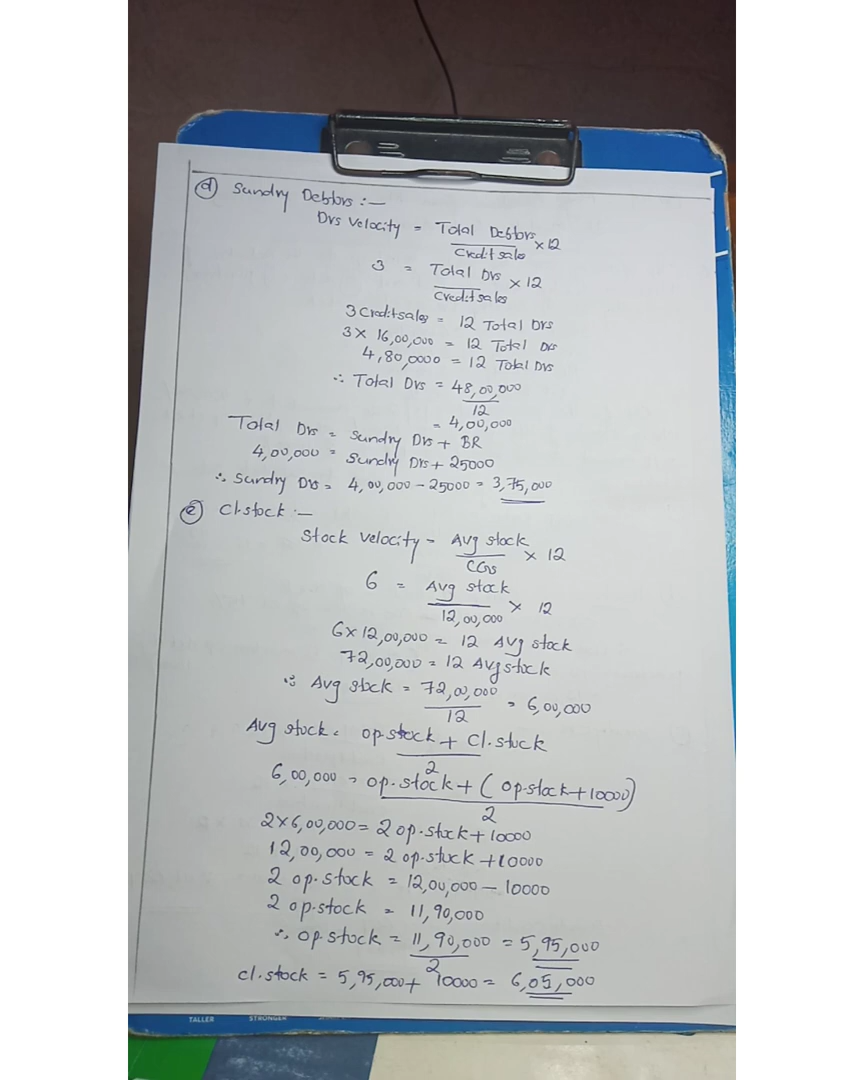 d) Sundry Debtors :-
Drs Velocity = Total Debtors / Credit sales × 12
3 = Total Drs / Credit sales × 12
3 Credit sales = 12 Total Drs
3 × 16,00,000 = 12 Total Drs
4,80,0000 = 12 Total Drs
∴ Total Drs = 48,00,000 / 12
= 4,00,000
Total Drs = Sundry Drs + BR
4,00,000 = Sundry Drs + 25000
∴ Sundry Drs = 4,00,000 - 25000 = 3,75,000
e) Cl.stock :-
Stock Velocity = Avg stock / CGS × 12
6 = Avg stock / 12,00,000 × 12
6 × 12,00,000 = 12 Avg stock
72,00,000 = 12 Avg stock
∴ Avg stock = 72,00,000 / 12 = 6,00,000
Avg stock = op.stock + Cl.stock / 2
6,00,000 = op.stock + (op.stock + 10000) / 2
2 × 6,00,000 = 2 op.stock + 10000
12,00,000 = 2 op.stock + 10000
2 op.stock = 12,00,000 - 10000
2 op.stock = 11,90,000
∴ op.stock = 11,90,000 / 2 = 5,95,000
cl.stock = 5,95,000 + 10000 = 6,05,000
TALLER STRONGER